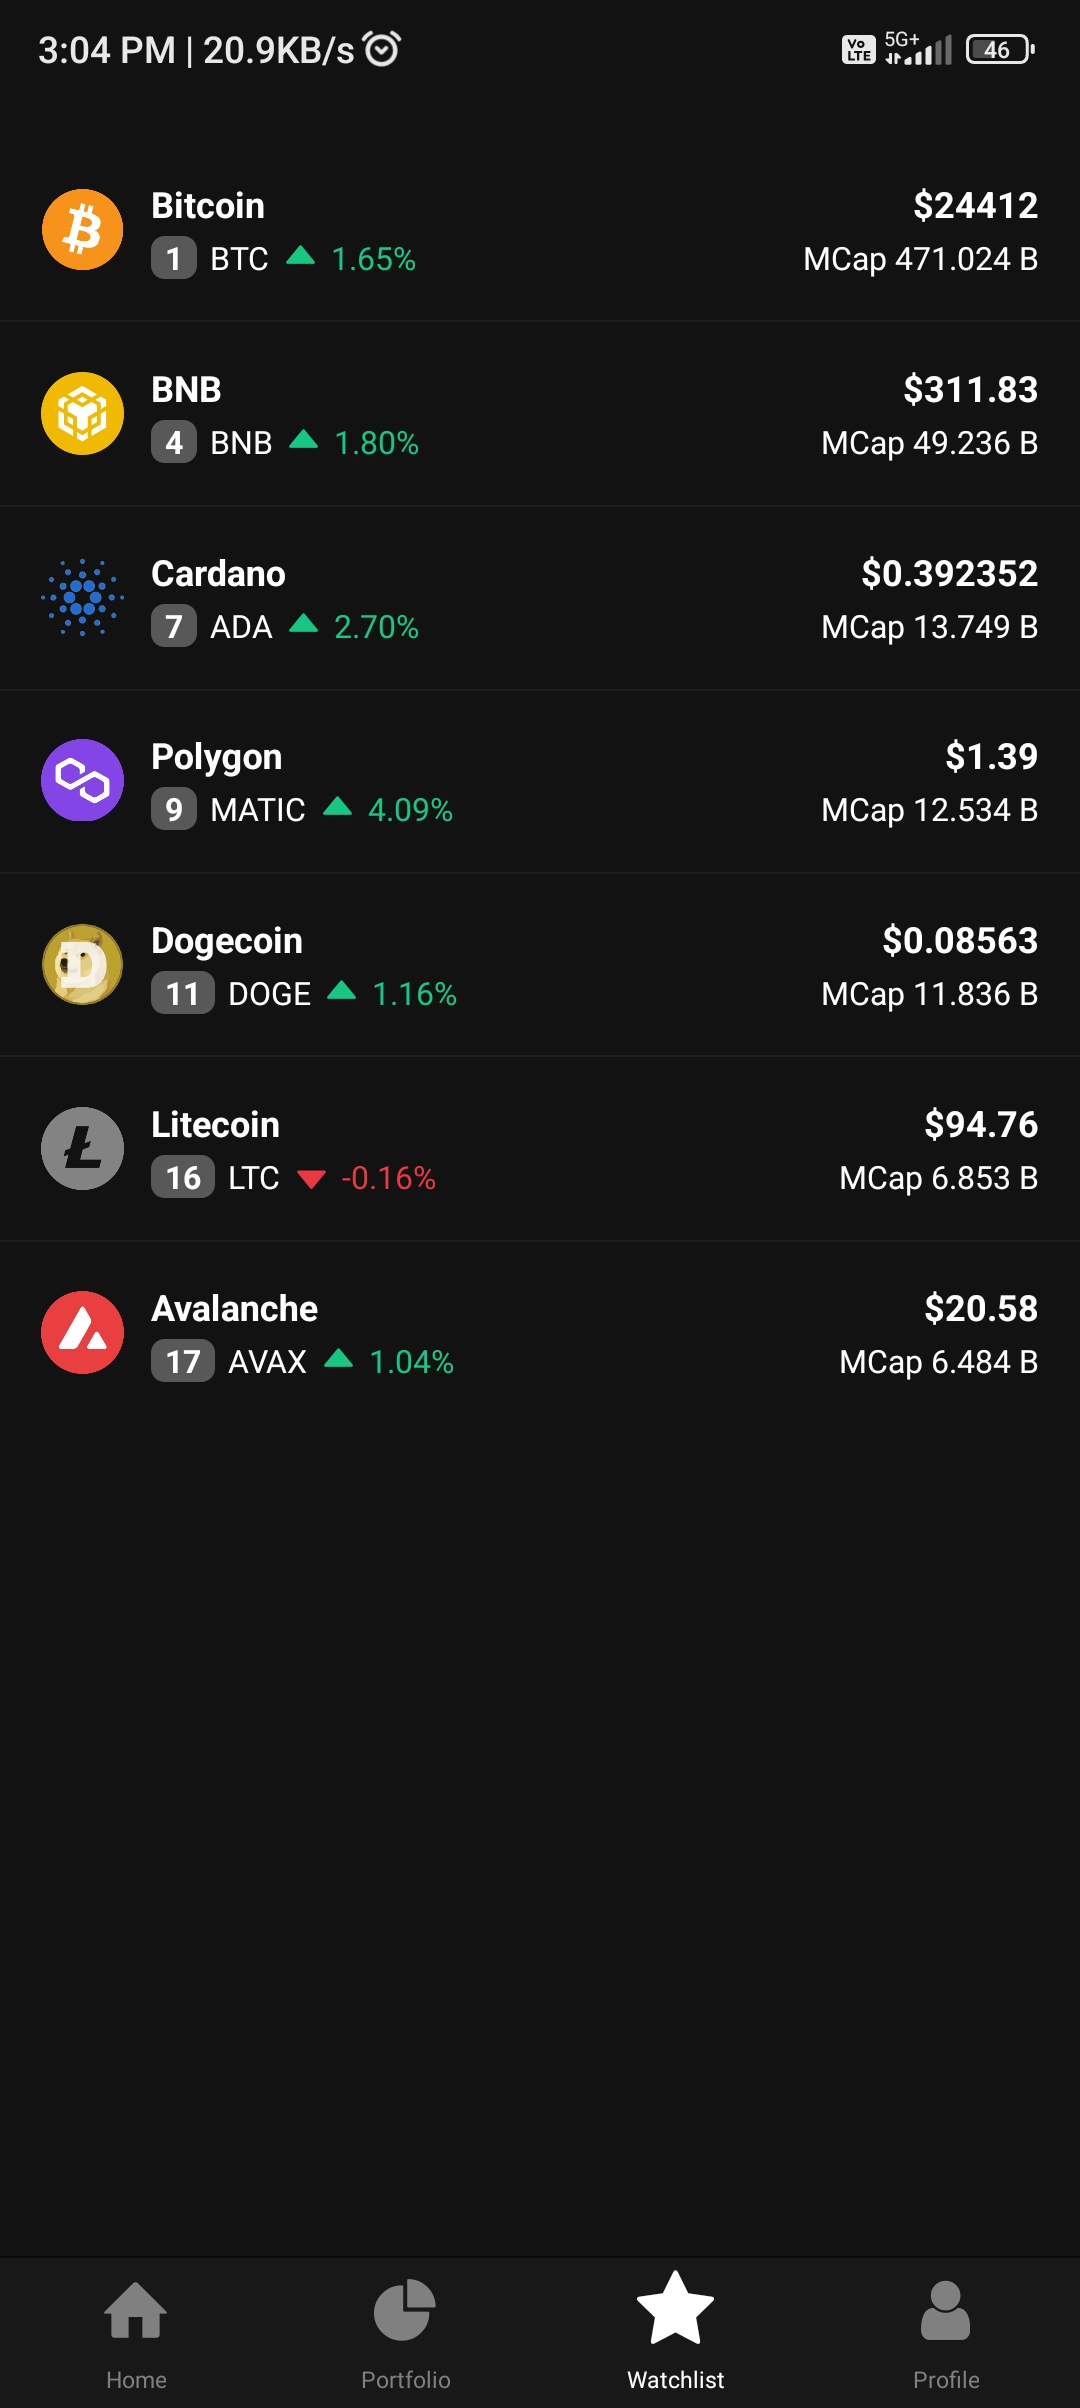 3:04 PM | 20.9KB/s
Vo LTE 5G+ 46
Bitcoin $24412
1 BTC 1.65% MCap 471.024 B
BNB $311.83
4 BNB 1.80% MCap 49.236 B
Cardano $0.392352
7 ADA 2.70% MCap 13.749 B
Polygon $1.39
9 MATIC 4.09% MCap 12.534 B
Dogecoin $0.08563
11 DOGE 1.16% MCap 11.836 B
Litecoin $94.76
16 LTC -0.16% MCap 6.853 B
Avalanche $20.58
17 AVAX 1.04% MCap 6.484 B
Home Portfolio Watchlist Profile